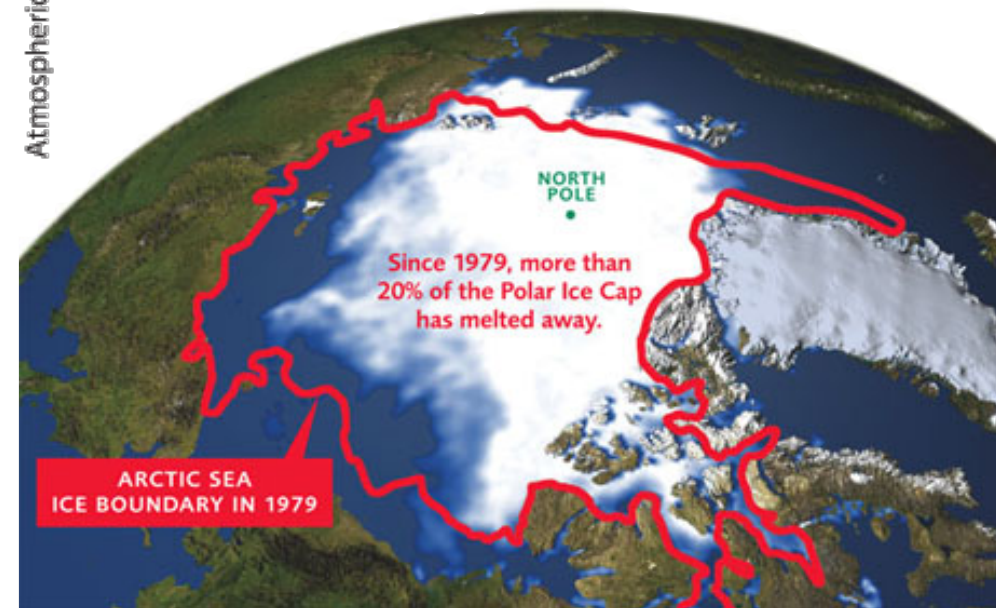 Atmospheric
NORTH
POLE
Since 1979, more than
20% of the Polar Ice Cap
has melted away.
ARCTIC SEA
ICE BOUNDARY IN 1979